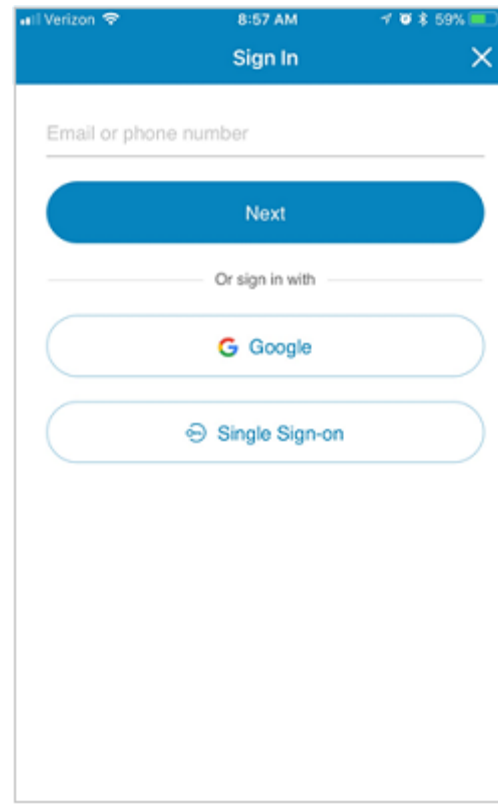 Verizon 8:57 AM 59%
Sign In
Email or phone number
Next
Or sign in with
Google
Single Sign-on